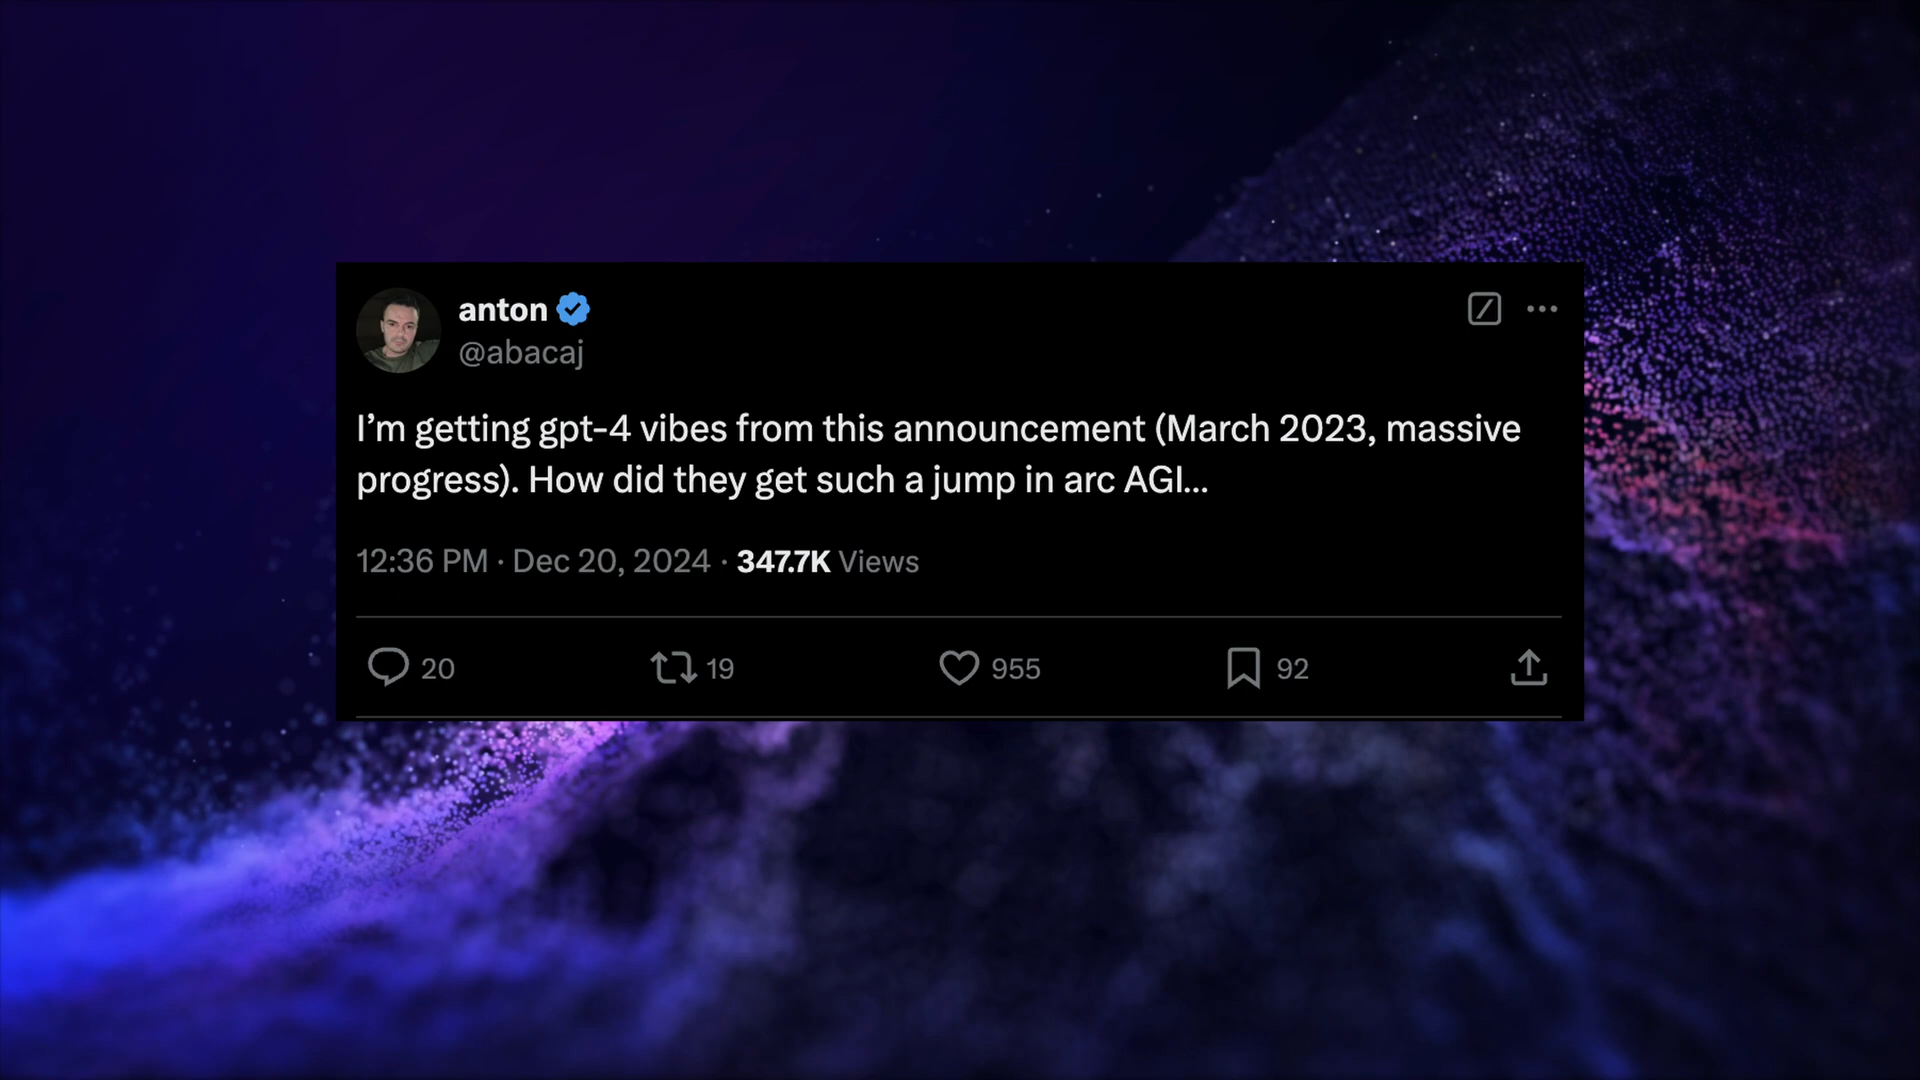 anton
@abacaj
I’m getting gpt-4 vibes from this announcement (March 2023, massive
progress). How did they get such a jump in arc AGI...
12:36 PM · Dec 20, 2024 · 347.7K Views
20 19 955 92